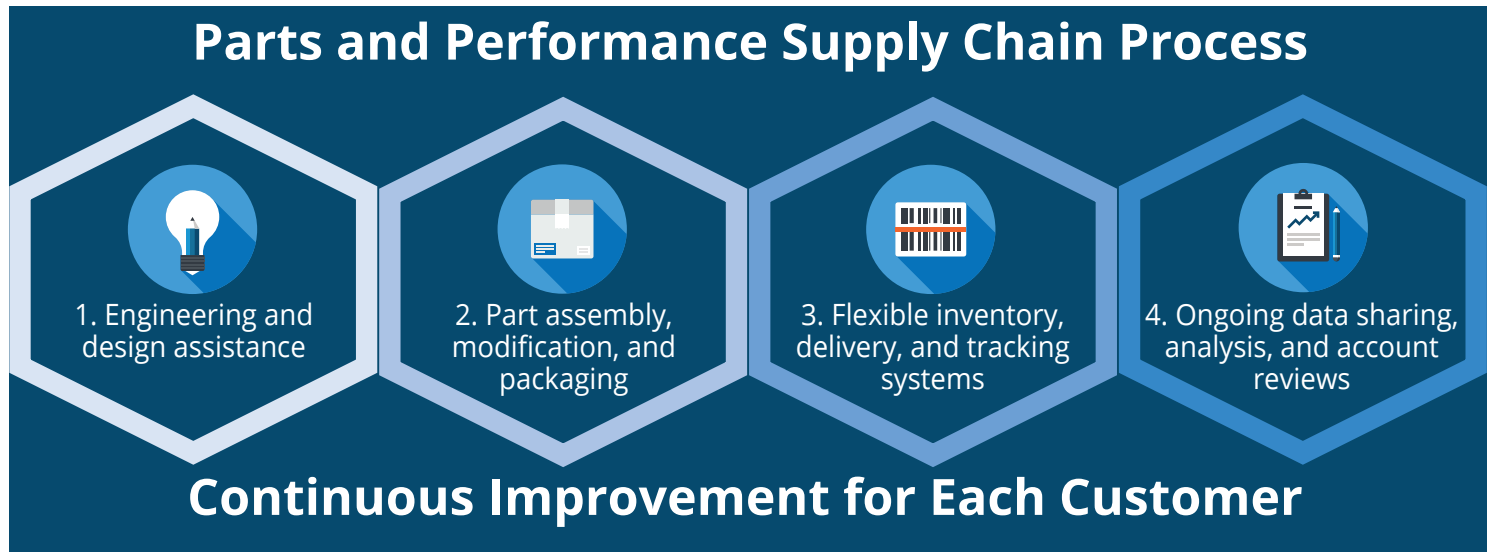 Parts and Performance Supply Chain Process
1. Engineering and
design assistance
2. Part assembly,
modification, and
packaging
3. Flexible inventory,
delivery, and tracking
systems
4. Ongoing data sharing,
analysis, and account
reviews
Continuous Improvement for Each Customer